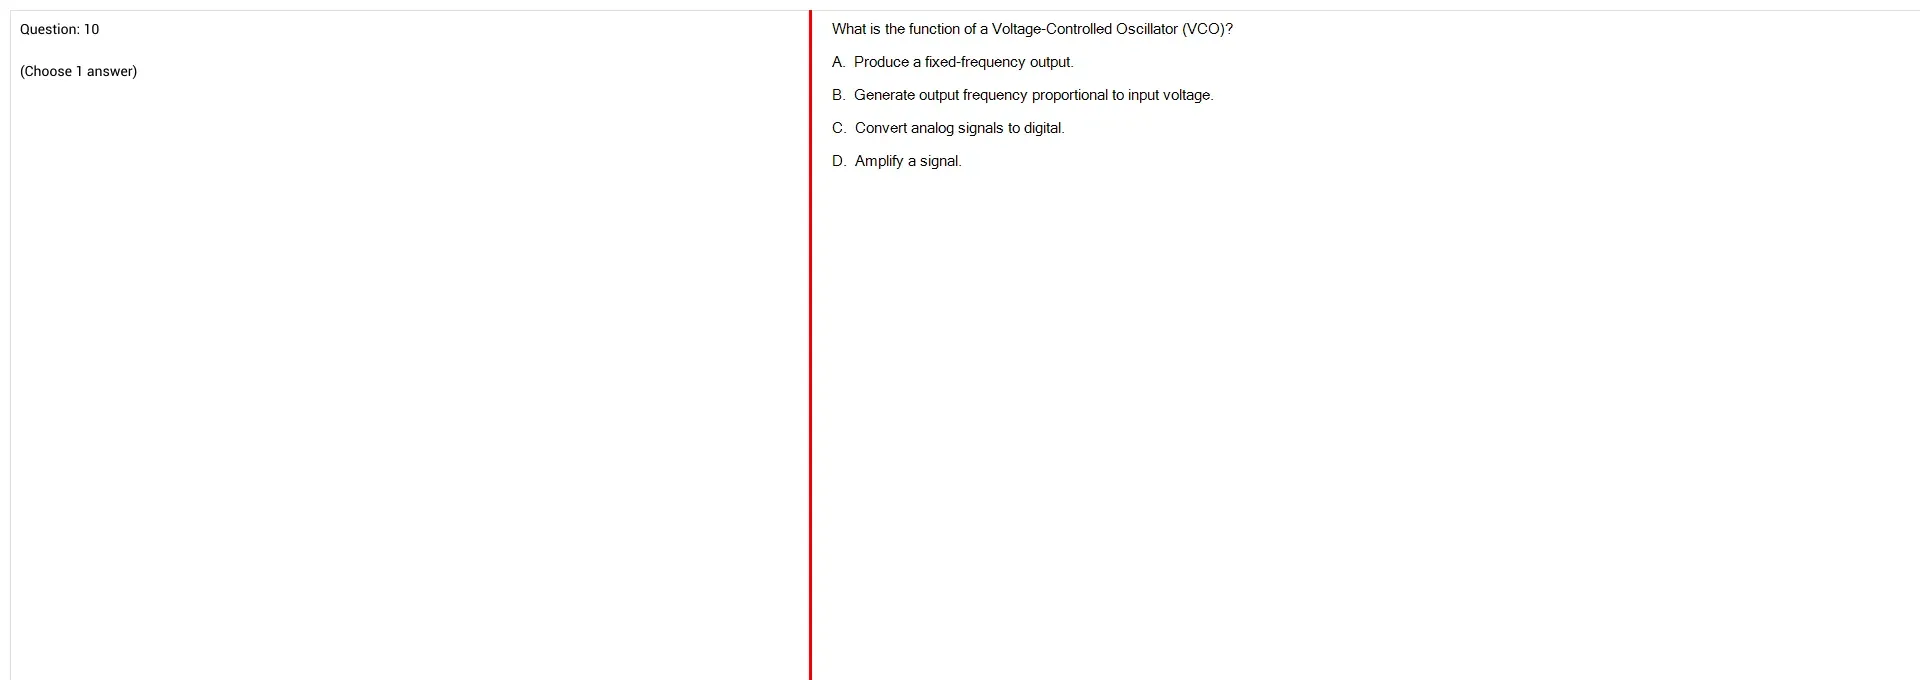 Question: 10
(Choose 1 answer)
What is the function of a Voltage-Controlled Oscillator (VCO)?
A. Produce a fixed-frequency output.
B. Generate output frequency proportional to input voltage.
C. Convert analog signals to digital.
D. Amplify a signal.